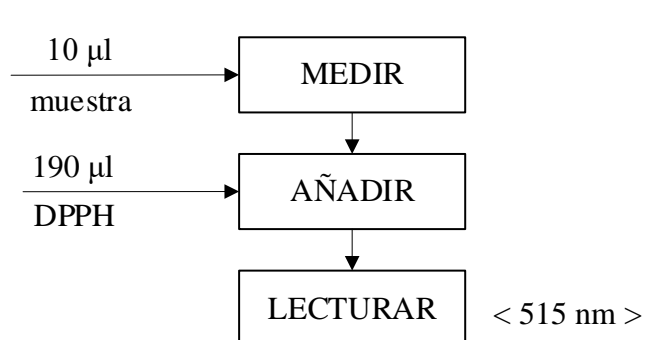 10 μl
muestra
MEDIR
190 μl
DPPH
AÑADIR
LECTURAR
< 515 nm >